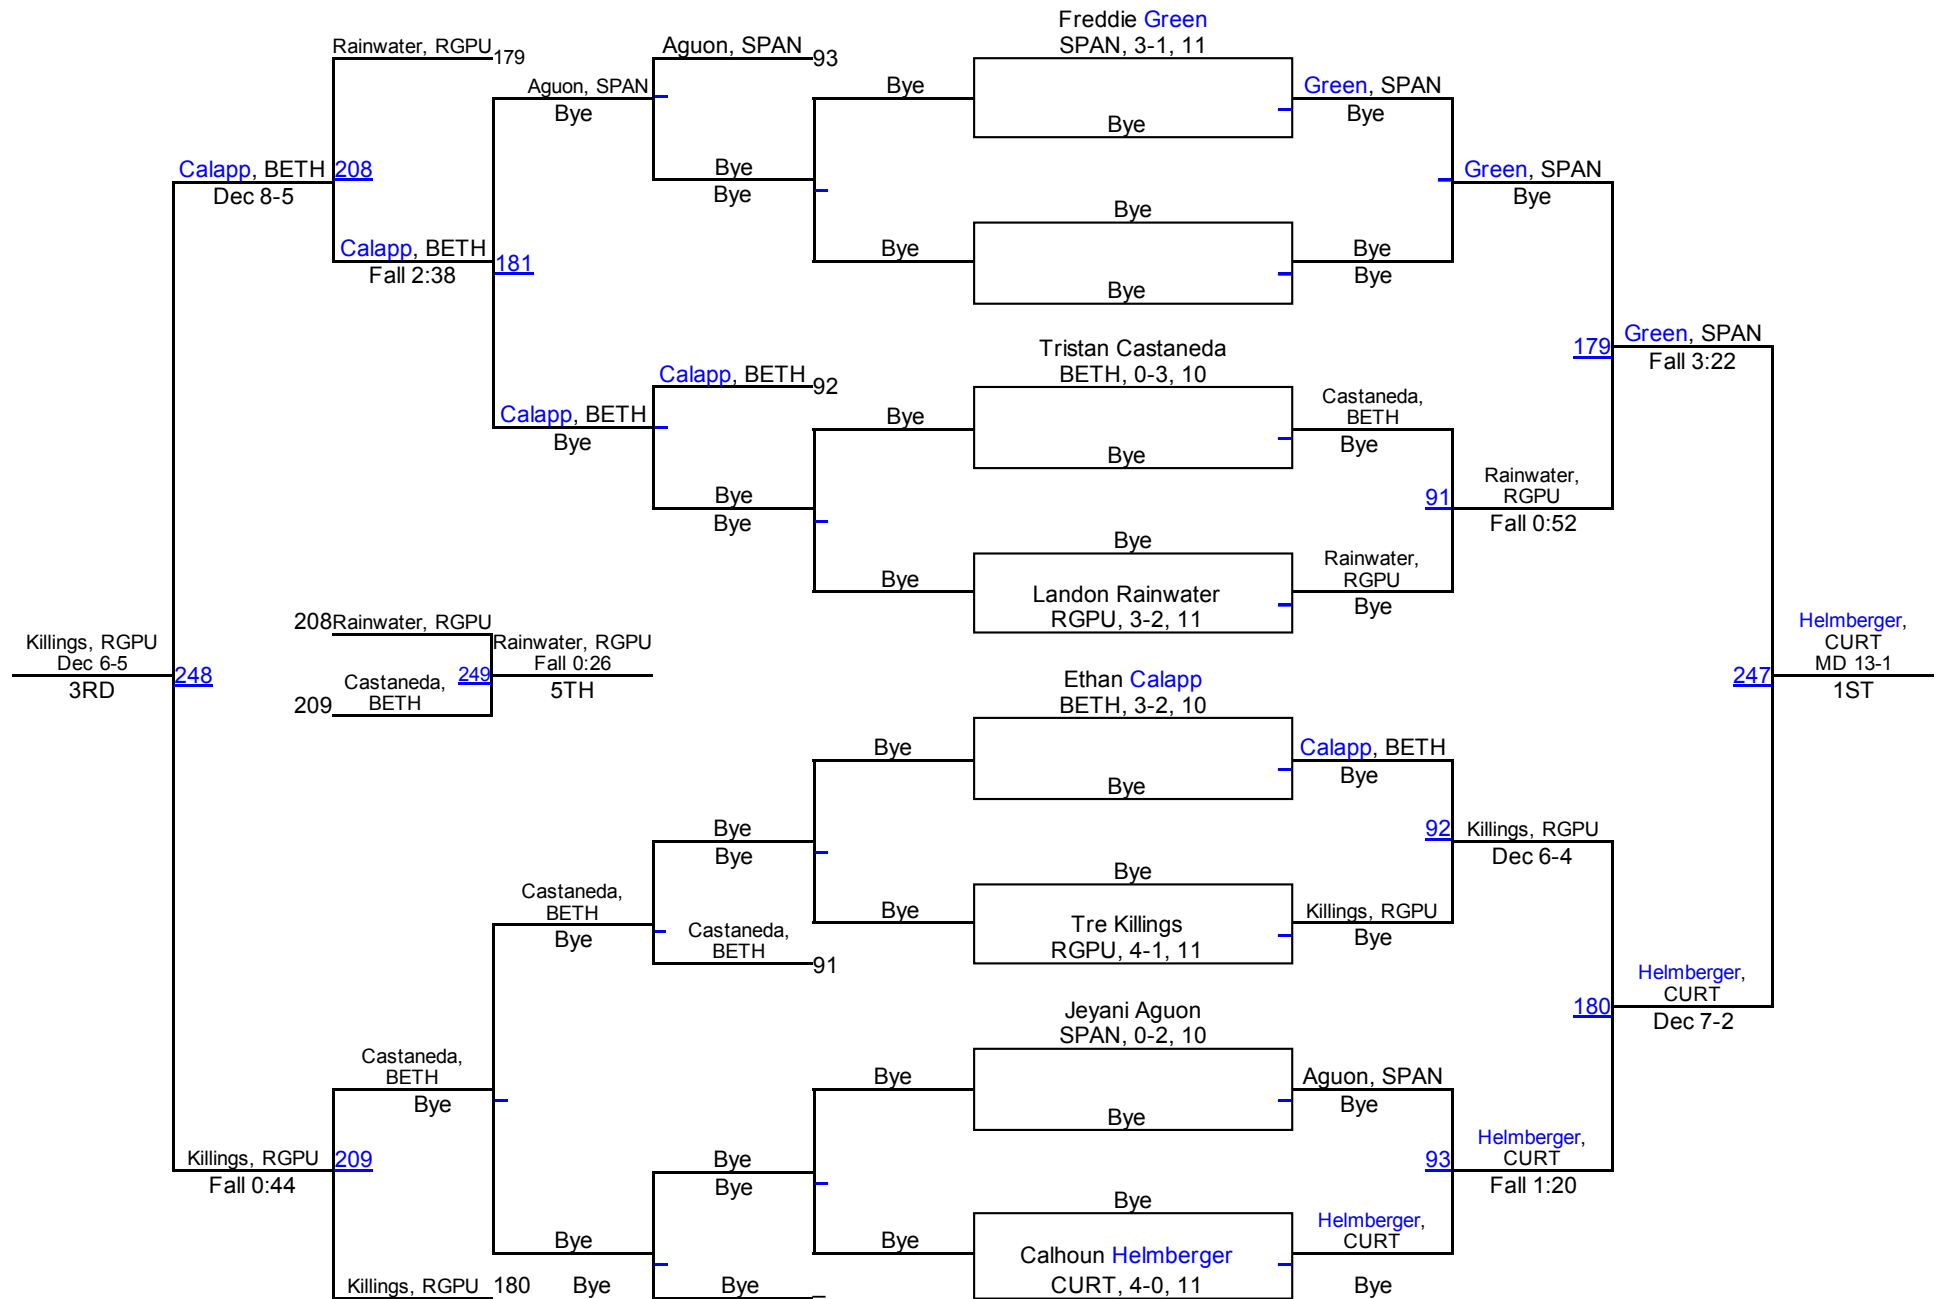 Freddie Green
SPAN, 3-1, 11
Rainwater, RGPU
179
Aguon, SPAN
93
Aguon, SPAN
Bye
Bye
Green, SPAN
Bye
Bye
Calapp, BETH
208
Dec 8-5
Bye
Bye
Green, SPAN
Bye
Bye
Calapp, BETH
181
Fall 2:38
Bye
Bye
Bye
Bye
Tristan Castaneda
BETH, 0-3, 10
179
Green, SPAN
Fall 3:22
Calapp, BETH
92
Calapp, BETH
Bye
Bye
Castaneda,
BETH
Bye
Bye
Bye
Bye
91
Rainwater,
RGPU
Fall 0:52
Bye
Bye
Landon Rainwater
RGPU, 3-2, 11
Rainwater,
RGPU
Bye
208
Rainwater, RGPU
Killings, RGPU
Dec 6-5
3RD
248
Castaneda,
BETH
209
249
Rainwater, RGPU
Fall 0:26
5TH
Ethan Calapp
BETH, 3-2, 10
247
Helmberger,
CURT
MD 13-1
1ST
Bye
Calapp, BETH
Bye
Bye
Bye
Bye
92
Killings, RGPU
Dec 6-4
Castaneda,
BETH
Bye
Castaneda,
BETH
91
Bye
Bye
Tre Killings
RGPU, 4-1, 11
Killings, RGPU
Bye
Jeyani Aguon
SPAN, 0-2, 10
180
Helmberger,
CURT
Dec 7-2
Castaneda,
BETH
Bye
Bye
Aguon, SPAN
Bye
Bye
Killings, RGPU
209
Fall 0:44
Bye
Bye
93
Helmberger,
CURT
Fall 1:20
Bye
Bye
Bye
Calhoun Helmberger
CURT, 4-0, 11
Helmberger,
CURT
Bye
Killings, RGPU
180
Bye
Bye